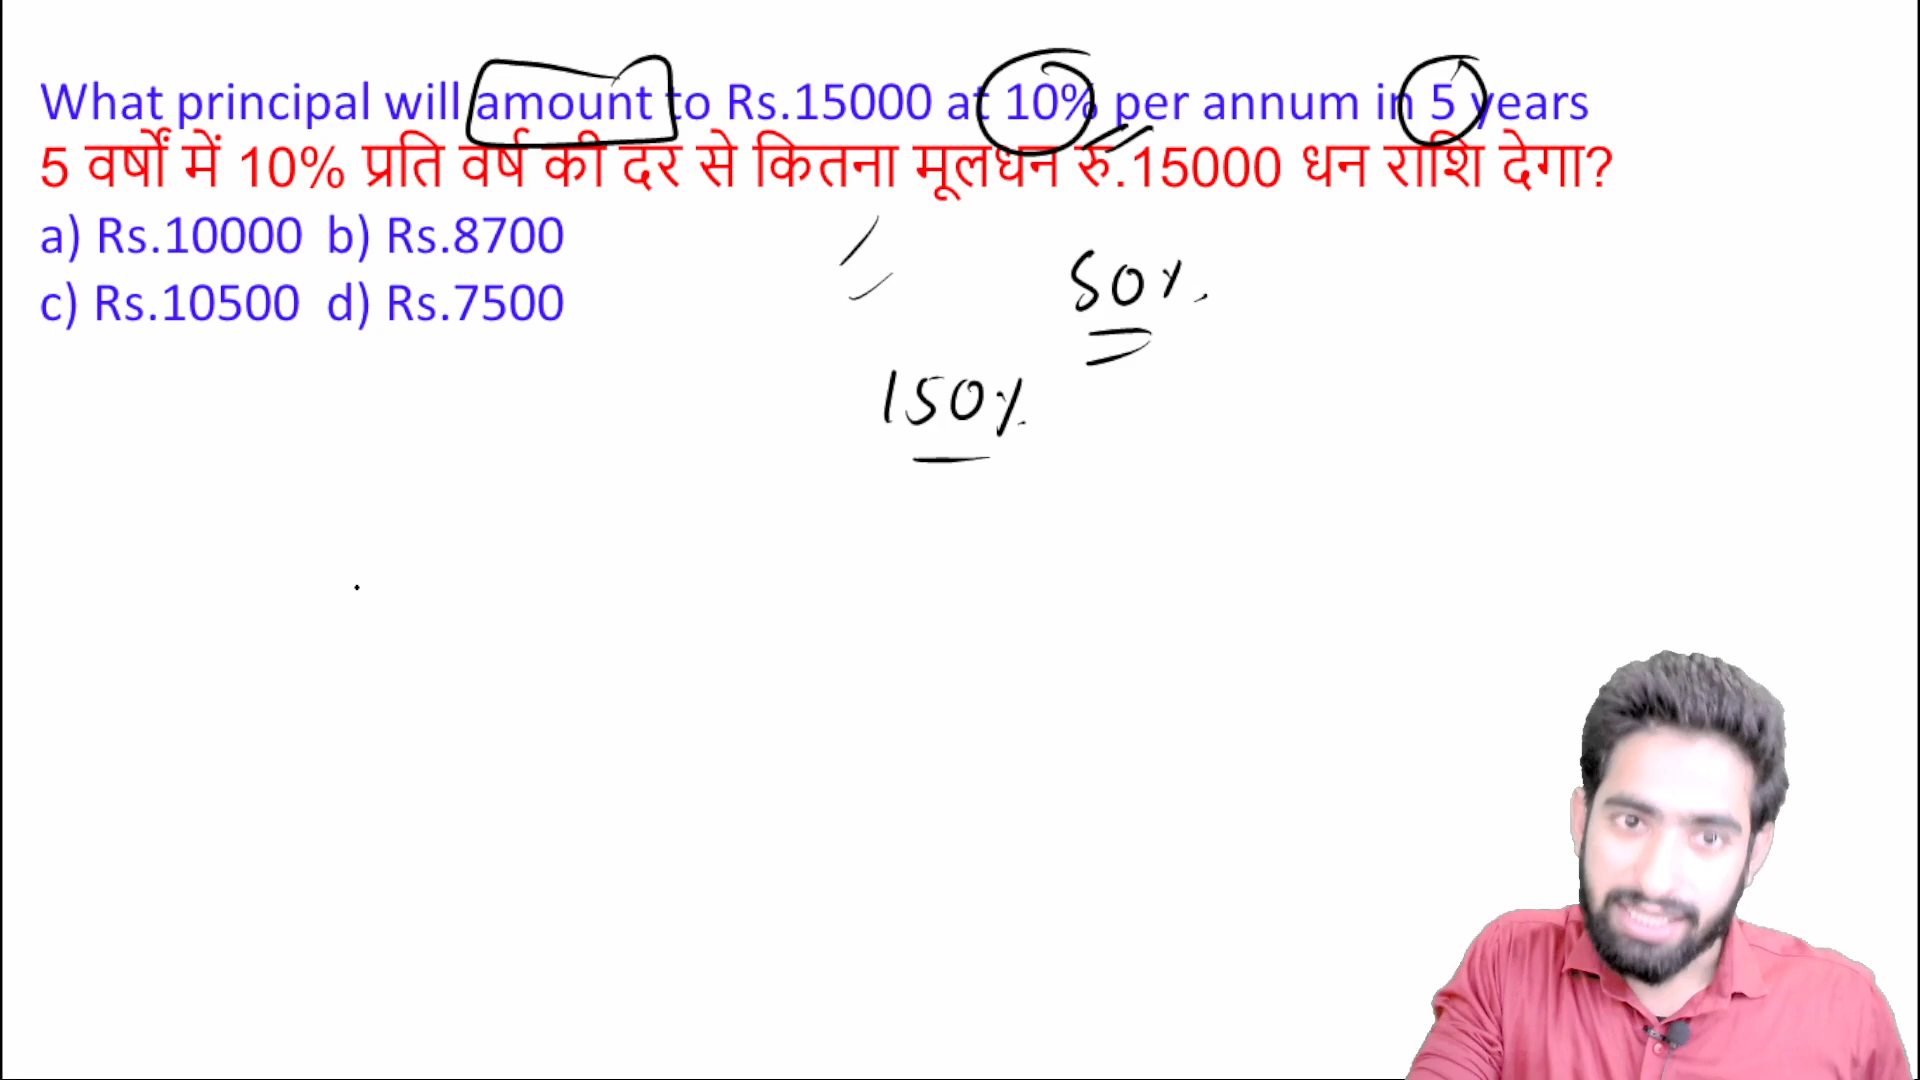 What principal will amount to Rs.15000 at 10% per annum in 5 years
5 वर्षों में 10% प्रति वर्ष की दर से कितना मूलधन रु.15000 धन राशि देगा?
a) Rs.10000 b) Rs.8700
c) Rs.10500 d) Rs.7500
50%
150%